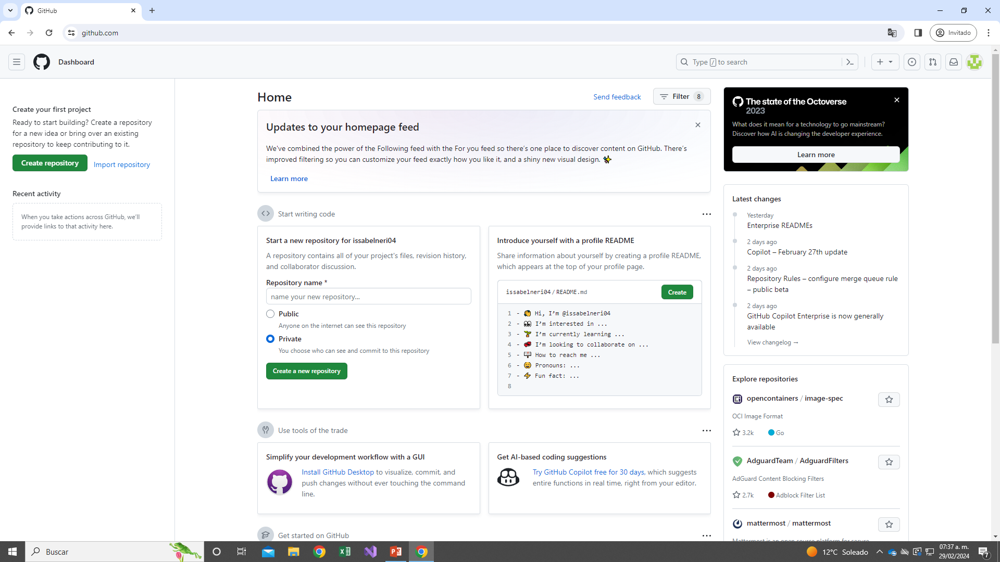 GitHub
github.com
Invitado
Dashboard
Type / to search
Create your first project
Ready to start building? Create a repository
for a new idea or bring over an existing
repository to keep contributing to it.
Create repository
Import repository
Recent activity
When you take actions across GitHub, we'll
provide links to that activity here.
Home
Send feedback
Filter 8
Updates to your homepage feed
We've combined the power of the Following feed with the For you feed so there's one place to discover content on GitHub. There's
improved filtering so you can customize your feed exactly how you like it, and a shiny new visual design. ✨
Learn more
Start writing code
Start a new repository for issabelneri04
A repository contains all of your project's files, revision history,
and collaborator discussion.
Repository name *
name your new repository...
Public
Anyone on the internet can see this repository
Private
You choose who can see and commit to this repository
Create a new repository
Introduce yourself with a profile README
Share information about yourself by creating a profile README,
which appears at the top of your profile page.
issabelneri04 / README.md
Create
1 - 👋 Hi, I'm @issabelneri04
2 - 👀 I'm interested in ...
3 - 🌱 I'm currently learning ...
4 - 💞️ I'm looking to collaborate on ...
5 - 📫 How to reach me ...
6 - 😄 Pronouns: ...
7 - ⚡ Fun fact: ...
8
Use tools of the trade
Simplify your development workflow with a GUI
Install GitHub Desktop to visualize, commit, and
push changes without ever touching the command
line.
Get AI-based coding suggestions
Try GitHub Copilot free for 30 days, which suggests
entire functions in real time, right from your editor.
Get started on GitHub
The state of the Octoverse
2023
What does it mean for a technology to go mainstream?
Discover how AI is changing the developer experience.
Learn more
Latest changes
Yesterday
Enterprise READMEs
2 days ago
Copilot – February 27th update
2 days ago
Repository Rules – configure merge queue rule
– public beta
2 days ago
GitHub Copilot Enterprise is now generally
available
View changelog →
Explore repositories
opencontainers / image-spec
OCI Image Format
3.2k Go
AdguardTeam / AdguardFilters
AdGuard Content Blocking Filters
2.7k Adblock Filter List
mattermost / mattermost
Mattermost is an open source platform for secure
Buscar
12°C Soleado
07:37 a. m.
29/02/2024
7